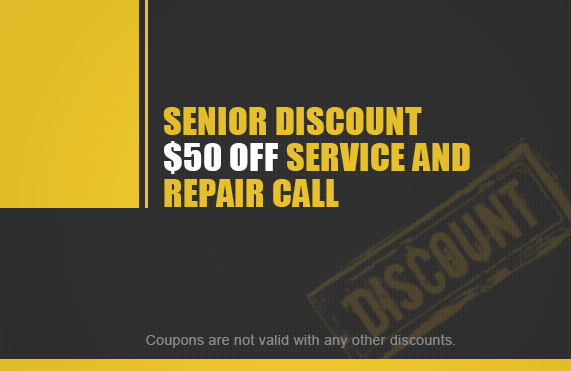 SENIOR DISCOUNT
$50 OFF SERVICE AND
REPAIR CALL
DISCOUNT
Coupons are not valid with any other discounts.